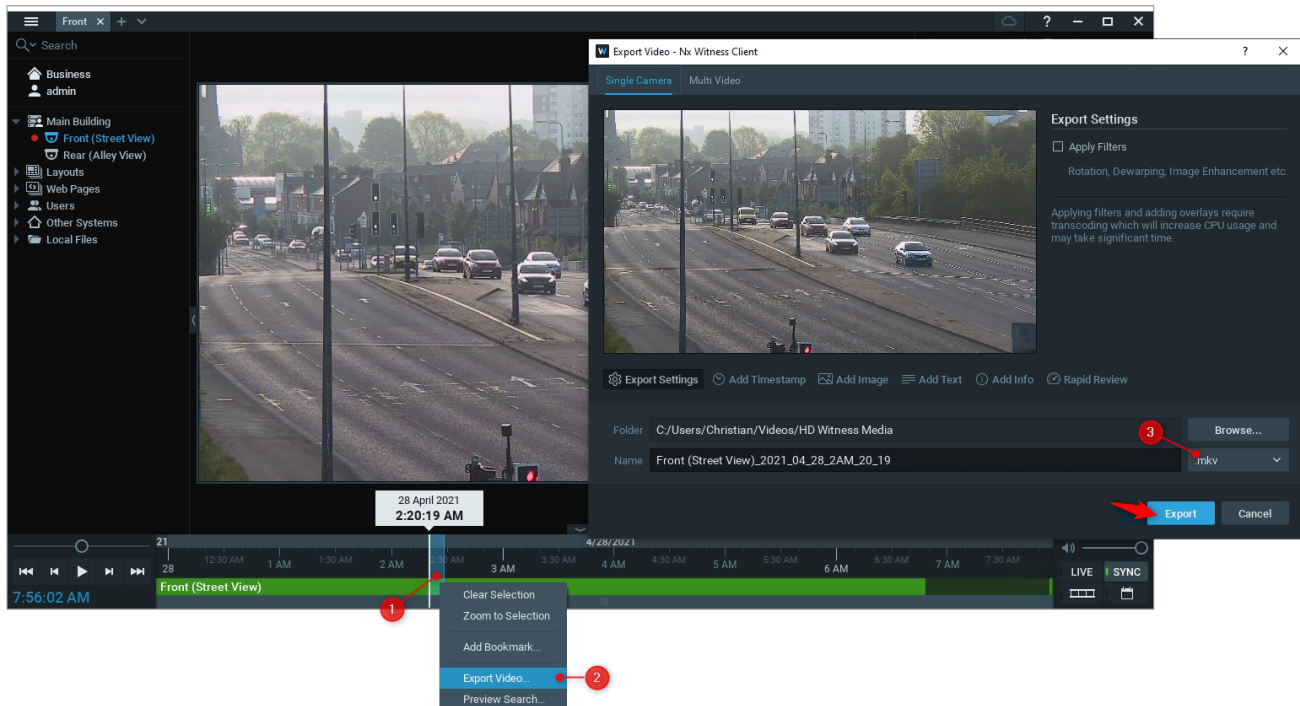 Front
?
Search
Business
admin
Main Building
Front (Street View)
Rear (Alley View)
Layouts
Web Pages
Users
Other Systems
Local Files
W Export Video - Nx Witness Client
?
Single Camera Multi Video
Export Settings
Apply Filters
Rotation, Dewarping, Image Enhancement etc.
Applying filters and adding overlays require
transcoding which will increase CPU usage and
may take significant time.
Export Settings Add Timestamp Add Image Add Text Add Info Rapid Review
Folder C:/Users/Christian/Videos/HD Witness Media
Browse...
3
Name Front (Street View)_2021_04_28_2AM_20_19
.mkv
Export Cancel
28 April 2021
2:20:19 AM
21 4/28/2021
28 12:30 AM 1 AM 1:30 AM 2 AM 2:30 AM 3 AM 3:30 AM 4 AM 4:30 AM 5 AM 5:30 AM 6 AM 6:30 AM 7 AM 7:30 AM
Front (Street View)
LIVE SYNC
7:56:02 AM
1
Clear Selection
Zoom to Selection
Add Bookmark...
Export Video...
2
Preview Search...